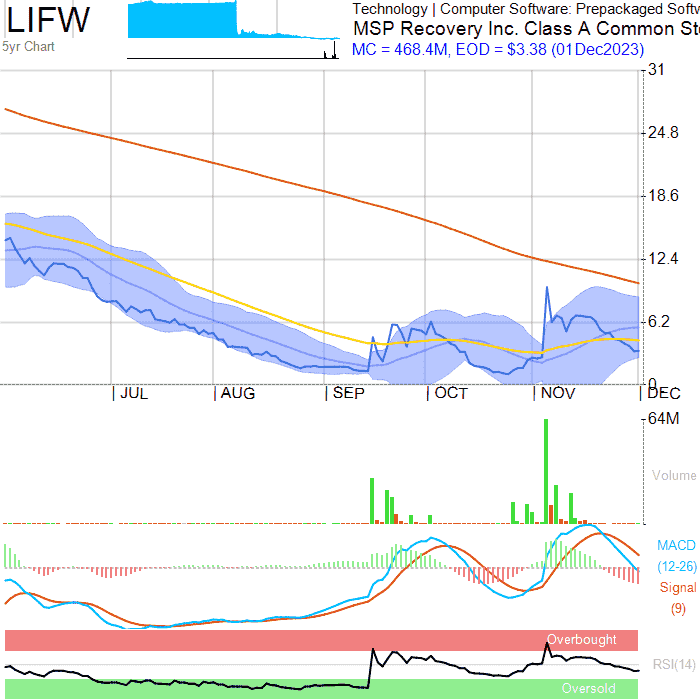 LIFW
5yr Chart
Technology | Computer Software: Prepackaged Softw
MSP Recovery Inc. Class A Common Sto
MC = 468.4M, EOD = $3.38 (01Dec2023)
31
24.8
18.6
12.4
6.2
0
JUL
AUG
SEP
OCT
NOV
DEC
64M
Volume
MACD
(12-26)
Signal
(9)
Overbought
RSI(14)
Oversold